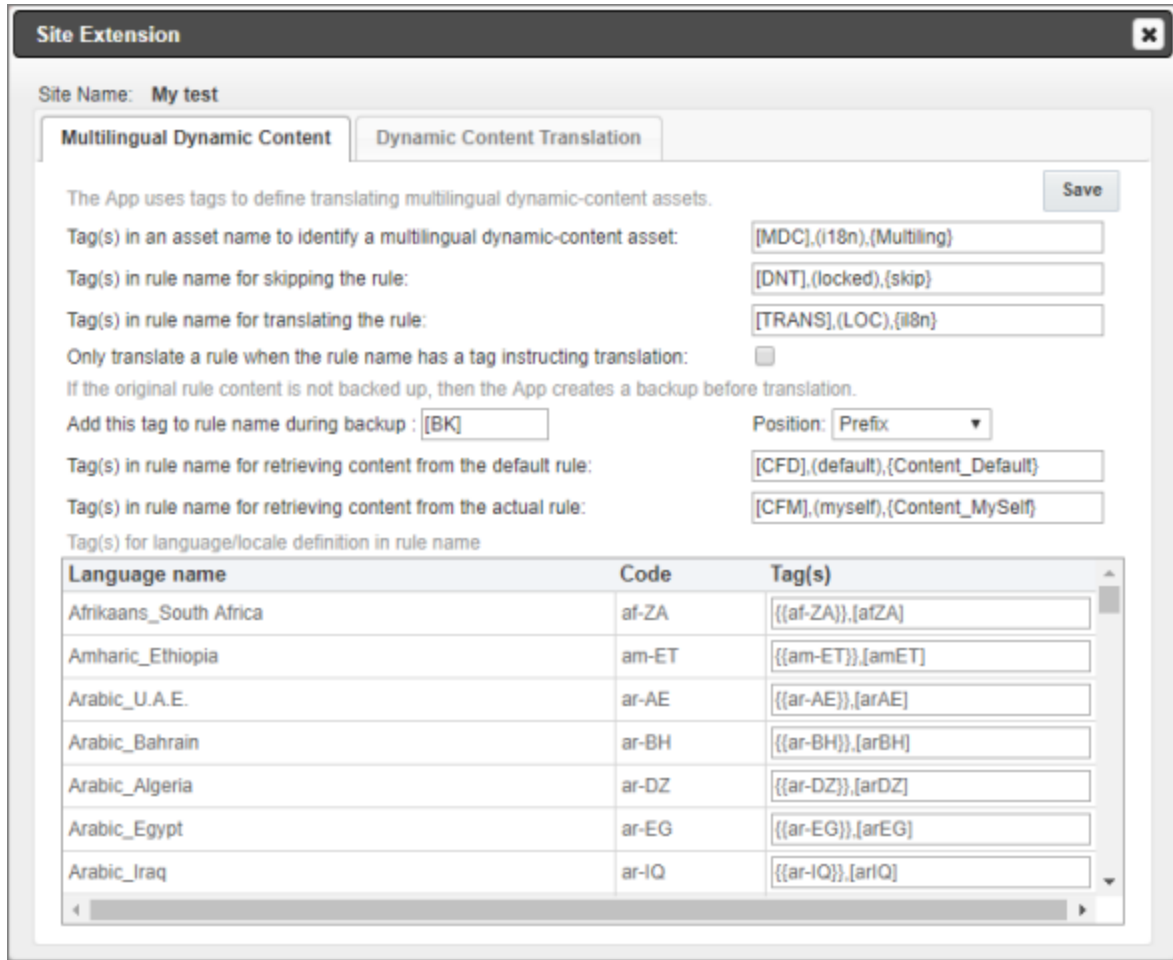 Site Extension
Site Name: My test
Multilingual Dynamic Content Dynamic Content Translation
The App uses tags to define translating multilingual dynamic-content assets. Save
Tag(s) in an asset name to identify a multilingual dynamic-content asset: [MDC],(i18n),{Multiling}
Tag(s) in rule name for skipping the rule: [DNT],(locked),{skip}
Tag(s) in rule name for translating the rule: [TRANS],(LOC),{il8n}
Only translate a rule when the rule name has a tag instructing translation:
If the original rule content is not backed up, then the App creates a backup before translation.
Add this tag to rule name during backup : [BK] Position: Prefix
Tag(s) in rule name for retrieving content from the default rule: [CFD],(default),{Content_Default}
Tag(s) in rule name for retrieving content from the actual rule: [CFM],(myself),{Content_MySelf}
Tag(s) for language/locale definition in rule name
Language name Code Tag(s)
Afrikaans_South Africa af-ZA {{af-ZA}},[afZA]
Amharic_Ethiopia am-ET {{am-ET}},[amET]
Arabic_U.A.E. ar-AE {{ar-AE}},[arAE]
Arabic_Bahrain ar-BH {{ar-BH}},[arBH]
Arabic_Algeria ar-DZ {{ar-DZ}},[arDZ]
Arabic_Egypt ar-EG {{ar-EG}},[arEG]
Arabic_Iraq ar-IQ {{ar-IQ}},[arIQ]